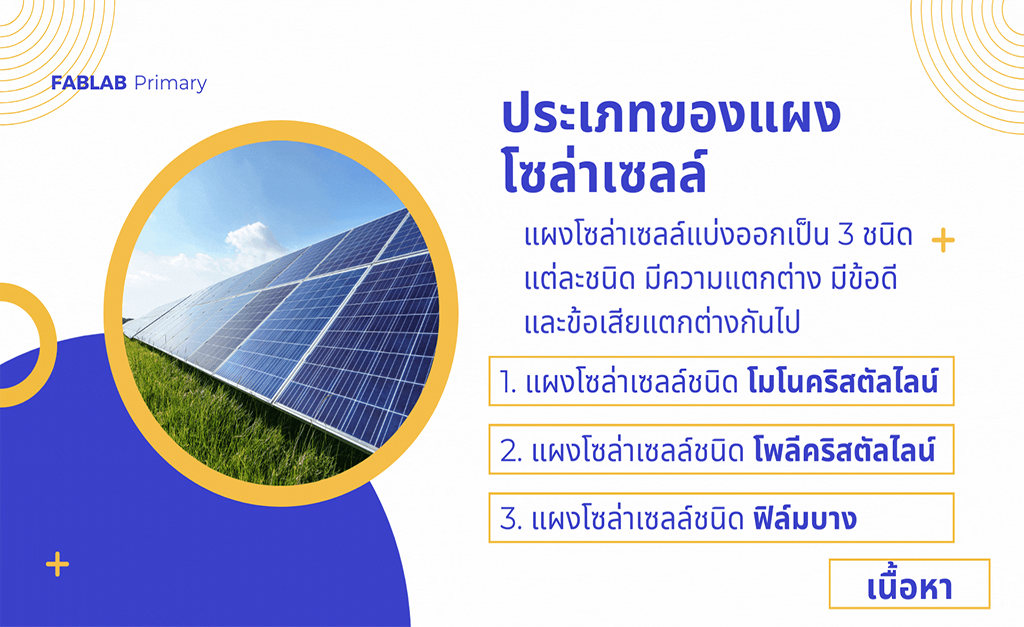 FABLAB Primary
ประเภทของแผง
โซล่าเซลล์
แผงโซล่าเซลล์แบ่งออกเป็น 3 ชนิด
แต่ละชนิด มีความแตกต่าง มีข้อดี
และข้อเสียแตกต่างกันไป
1. แผงโซล่าเซลล์ชนิด โมโนคริสตัลไลน์
2. แผงโซล่าเซลล์ชนิด โพลีคริสตัลไลน์
3. แผงโซล่าเซลล์ชนิด ฟิล์มบาง
เนื้อหา